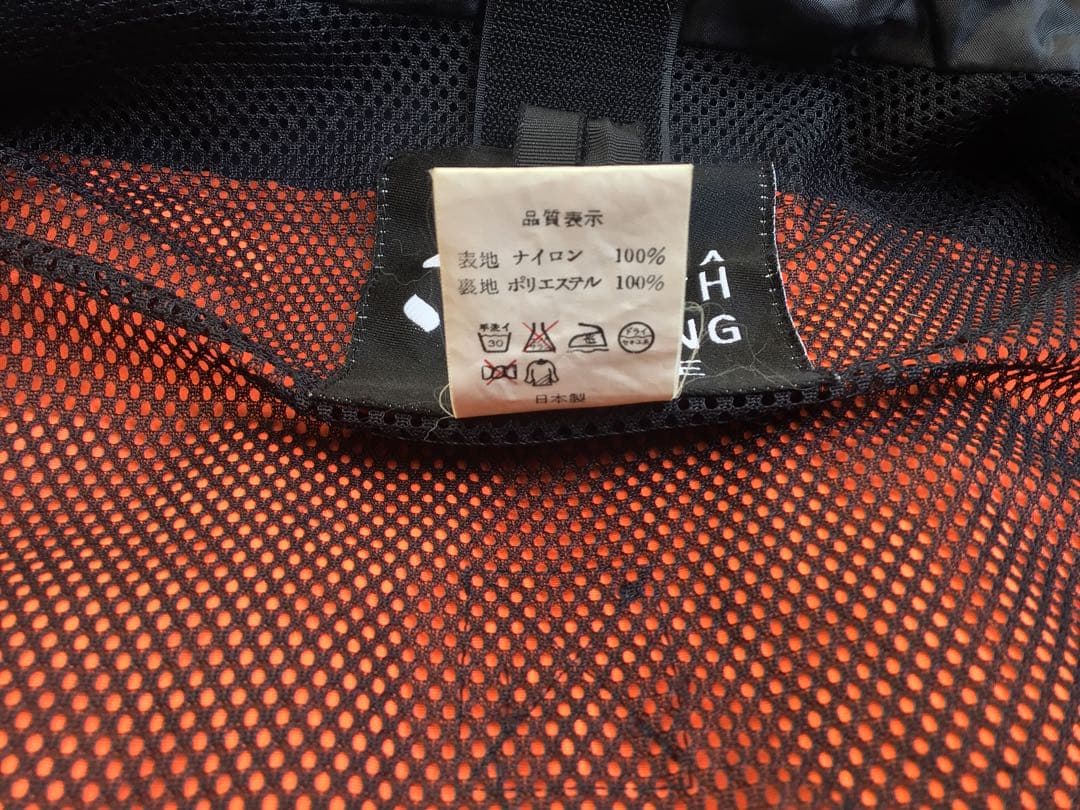 品質表示
表地 ナイロン 100%
裏地 ポリエステル 100%
手洗イ
30
ドライ
セキユ系
日本製
Ĥ
NG
E